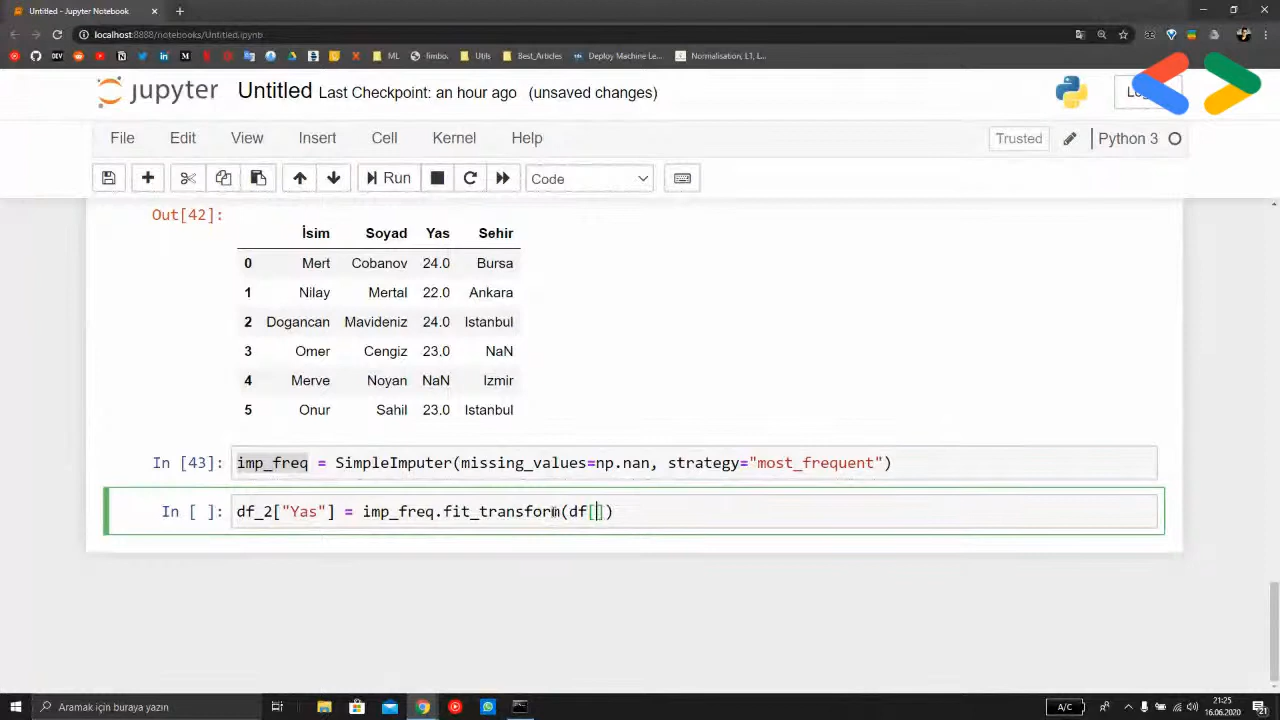 Untitled - Jupyter Notebook
localhost:8888/notebooks/Untitled.ipynb
ML
limbo.
Utils
Best_Articles
Deploy Machine Le...
Normalisation, LT, L...
jupyter Untitled Last Checkpoint: an hour ago (unsaved changes)
File Edit View Insert Cell Kernel Help
Trusted
Python 3
Run
Code
Out[42]:
İsim Soyad Yas Sehir
0 Mert Cobanov 24.0 Bursa
1 Nilay Mertal 22.0 Ankara
2 Dogancan Mavideniz 24.0 Istanbul
3 Omer Cengiz 23.0 NaN
4 Merve Noyan NaN Izmir
5 Onur Sahil 23.0 Istanbul
In [43]: imp_freq = SimpleImputer(missing_values=np.nan, strategy="most_frequent")
In [ ]: df_2["Yas"] = imp_freq.fit_transform(df[])
Aramak için buraya yazın
A/C
21:25
16.06.2020
21